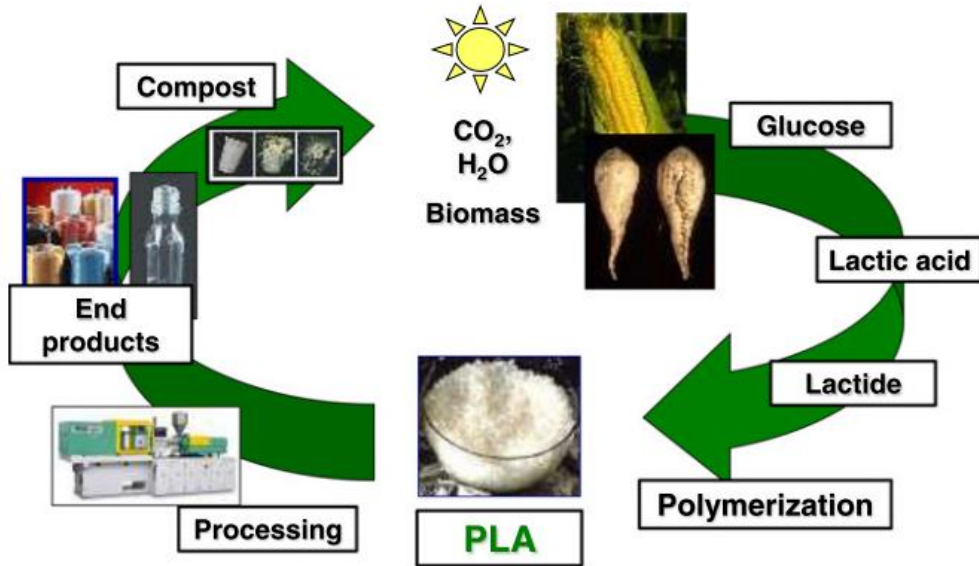 Compost
CO₂,
H₂O
Biomass
Glucose
Lactic acid
Lactide
Polymerization
PLA
Processing
End
products